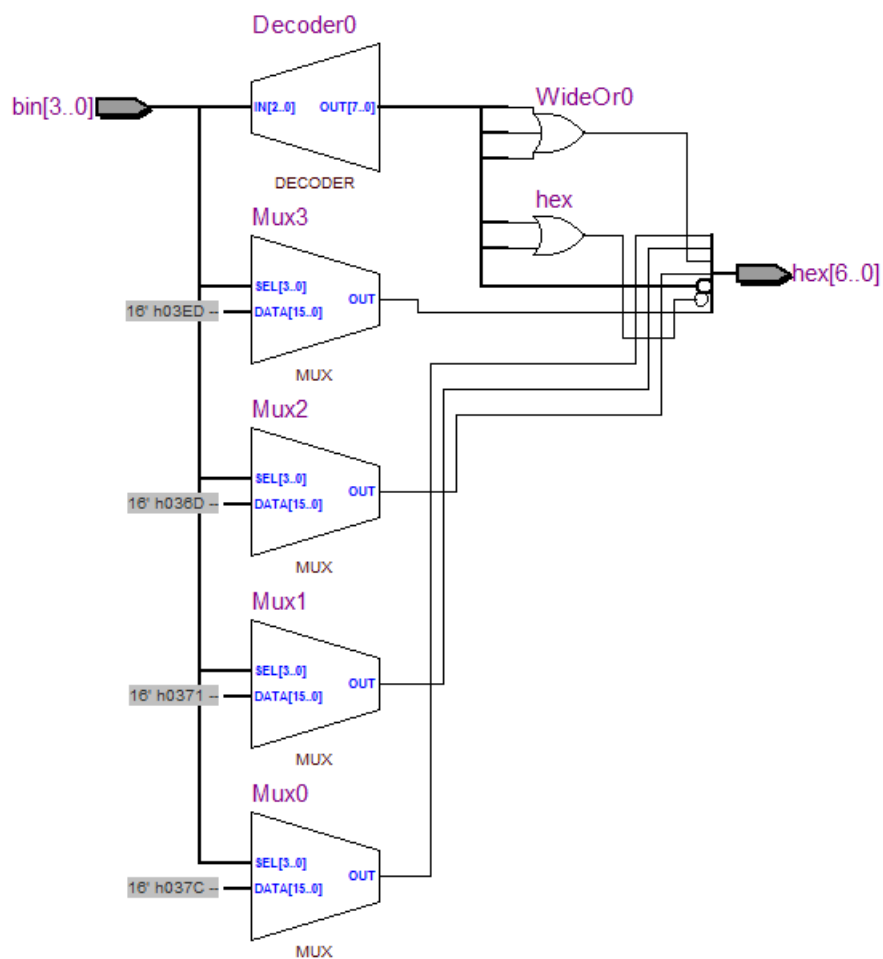 Decoder0
bin[3..0]
IN[2..0] OUT[7..0]
DECODER
WideOr0
hex
hex[6..0]
Mux3
SEL[3..0]
OUT
16' h03ED --
DATA[15..0]
MUX
Mux2
SEL[3..0]
OUT
16' h036D --
DATA[15..0]
MUX
Mux1
SEL[3..0]
OUT
16' h0371 --
DATA[15..0]
MUX
Mux0
SEL[3..0]
OUT
16' h037C --
DATA[15..0]
MUX